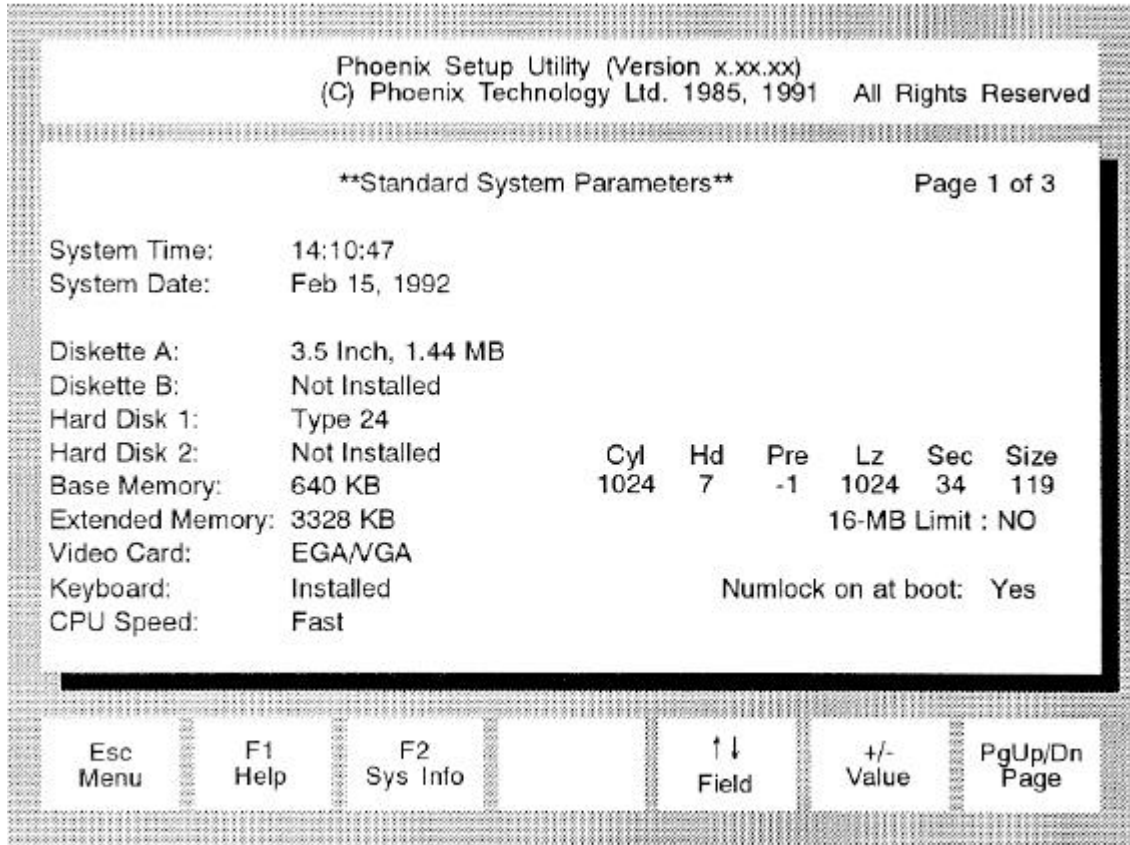 Phoenix Setup Utility (Version x.xx.xx)
(C) Phoenix Technology Ltd. 1985, 1991 All Rights Reserved
**Standard System Parameters** Page 1 of 3
System Time: 14:10:47
System Date: Feb 15, 1992
Diskette A: 3.5 Inch, 1.44 MB
Diskette B: Not Installed
Hard Disk 1: Type 24
Hard Disk 2: Not Installed Cyl Hd Pre Lz Sec Size
Base Memory: 640 KB 1024 7 -1 1024 34 119
Extended Memory: 3328 KB 16-MB Limit : NO
Video Card: EGA/VGA
Keyboard: Installed Numlock on at boot: Yes
CPU Speed: Fast
Esc F1 F2 ↑↓ +/- PgUp/Dn
Menu Help Sys Info Field Value Page